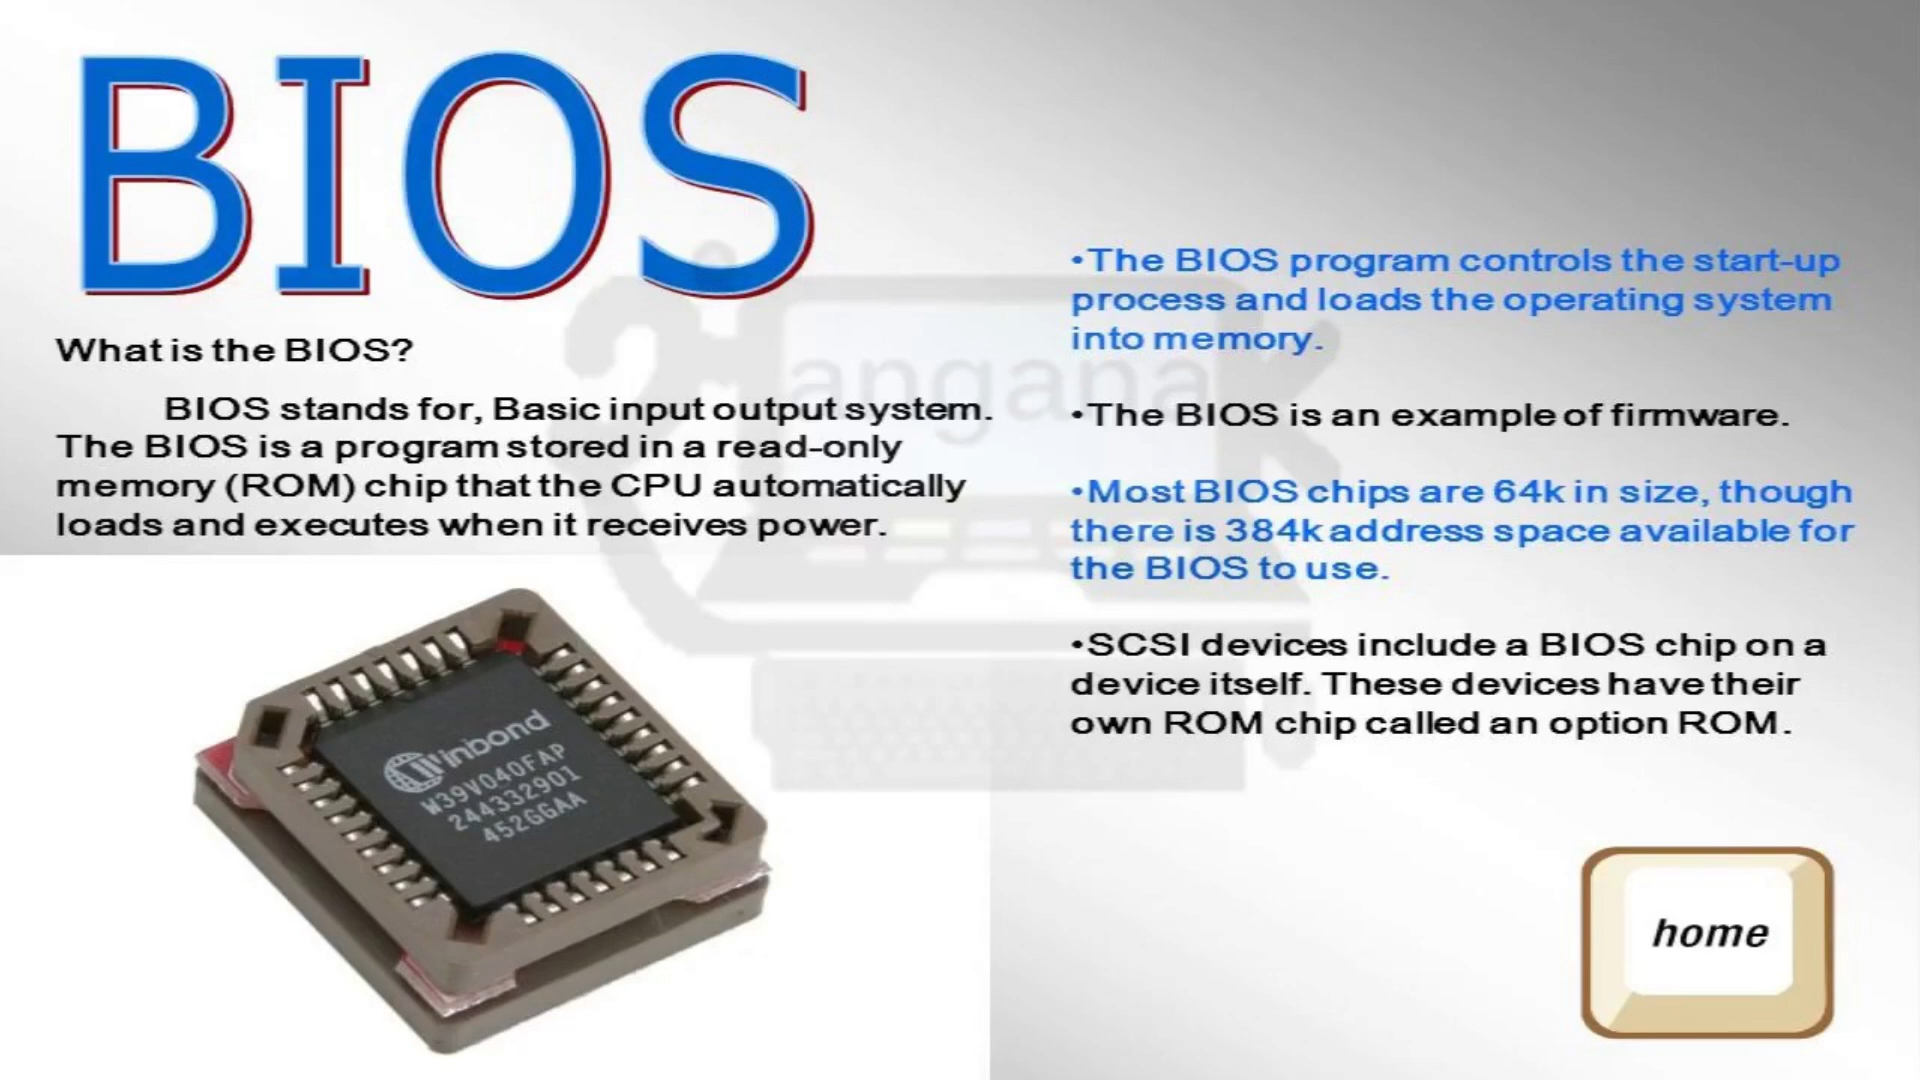 BIOS
What is the BIOS?
BIOS stands for, Basic input output system.
The BIOS is a program stored in a read-only
memory (ROM) chip that the CPU automatically
loads and executes when it receives power.
•The BIOS program controls the start-up
process and loads the operating system
into memory.
•The BIOS is an example of firmware.
•Most BIOS chips are 64k in size, though
there is 384k address space available for
the BIOS to use.
•SCSI devices include a BIOS chip on a
device itself. These devices have their
own ROM chip called an option ROM.
angana
Winbond
W39V040FAP
244332901
452GGAA
home